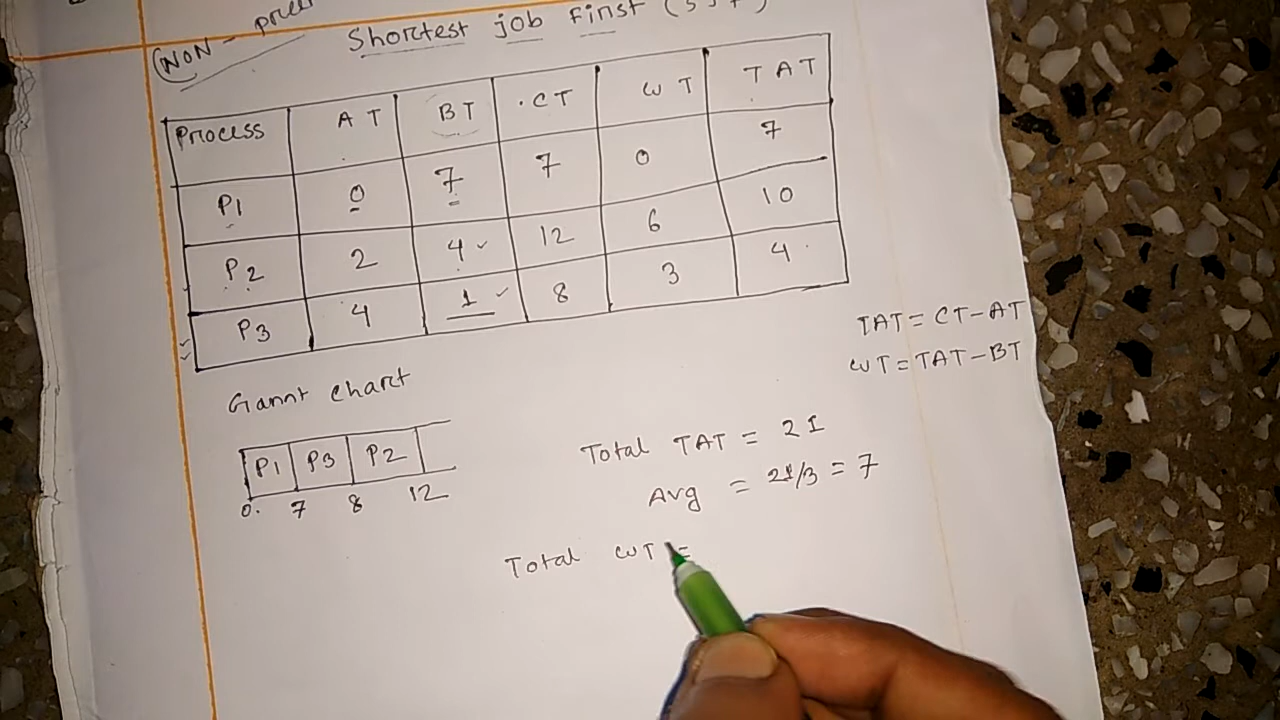 (NON -
Shortest job First (SJF)
Process AT BT CT WT TAT
P1 0 7 7 0 7
P2 2 4 12 6 10
P3 4 1 8 3 4
TAT = CT - AT
WT = TAT - BT
Gannt chart
P1 P3 P2
0 7 8 12
Total TAT = 21
Avg = 21/3 = 7
Total WT =